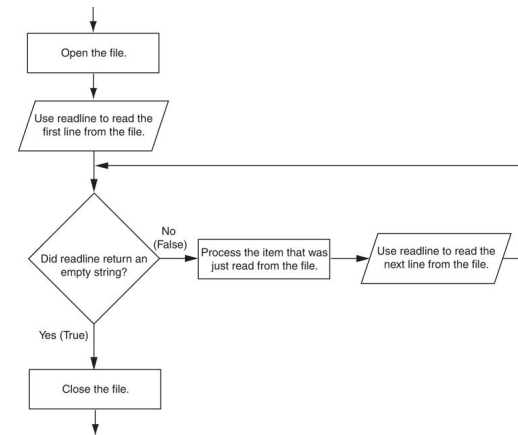 Open the file.
Use readline to read the
first line from the file.
Did readline return an
empty string?
No
(False)
Process the item that was
just read from the file.
Use readline to read the
next line from the file.
Yes (True)
Close the file.